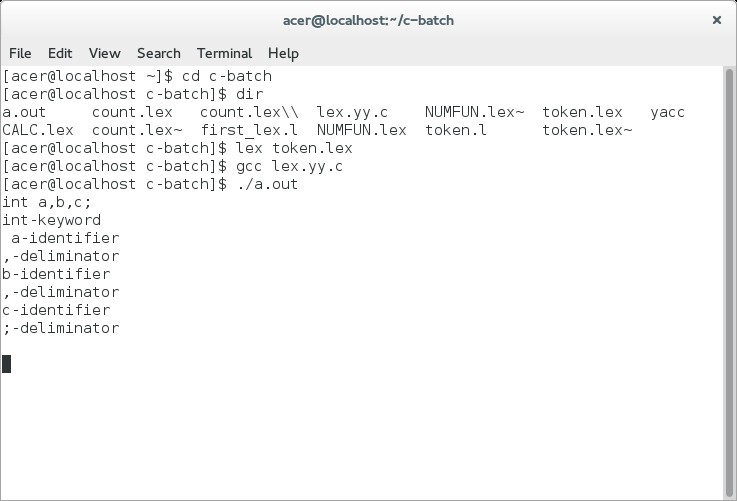 acer@localhost:~/c-batch
File Edit View Search Terminal Help
[acer@localhost ~]$ cd c-batch
[acer@localhost c-batch]$ dir
a.out     count.lex   count.lex\\  lex.yy.c    NUMFUN.lex~  token.lex   yacc
CALC.lex  count.lex~  first_lex.l  NUMFUN.lex  token.l      token.lex~
[acer@localhost c-batch]$ lex token.lex
[acer@localhost c-batch]$ gcc lex.yy.c
[acer@localhost c-batch]$ ./a.out
int a,b,c;
int-keyword
 a-identifier
,-deliminator
b-identifier
,-deliminator
c-identifier
;-deliminator